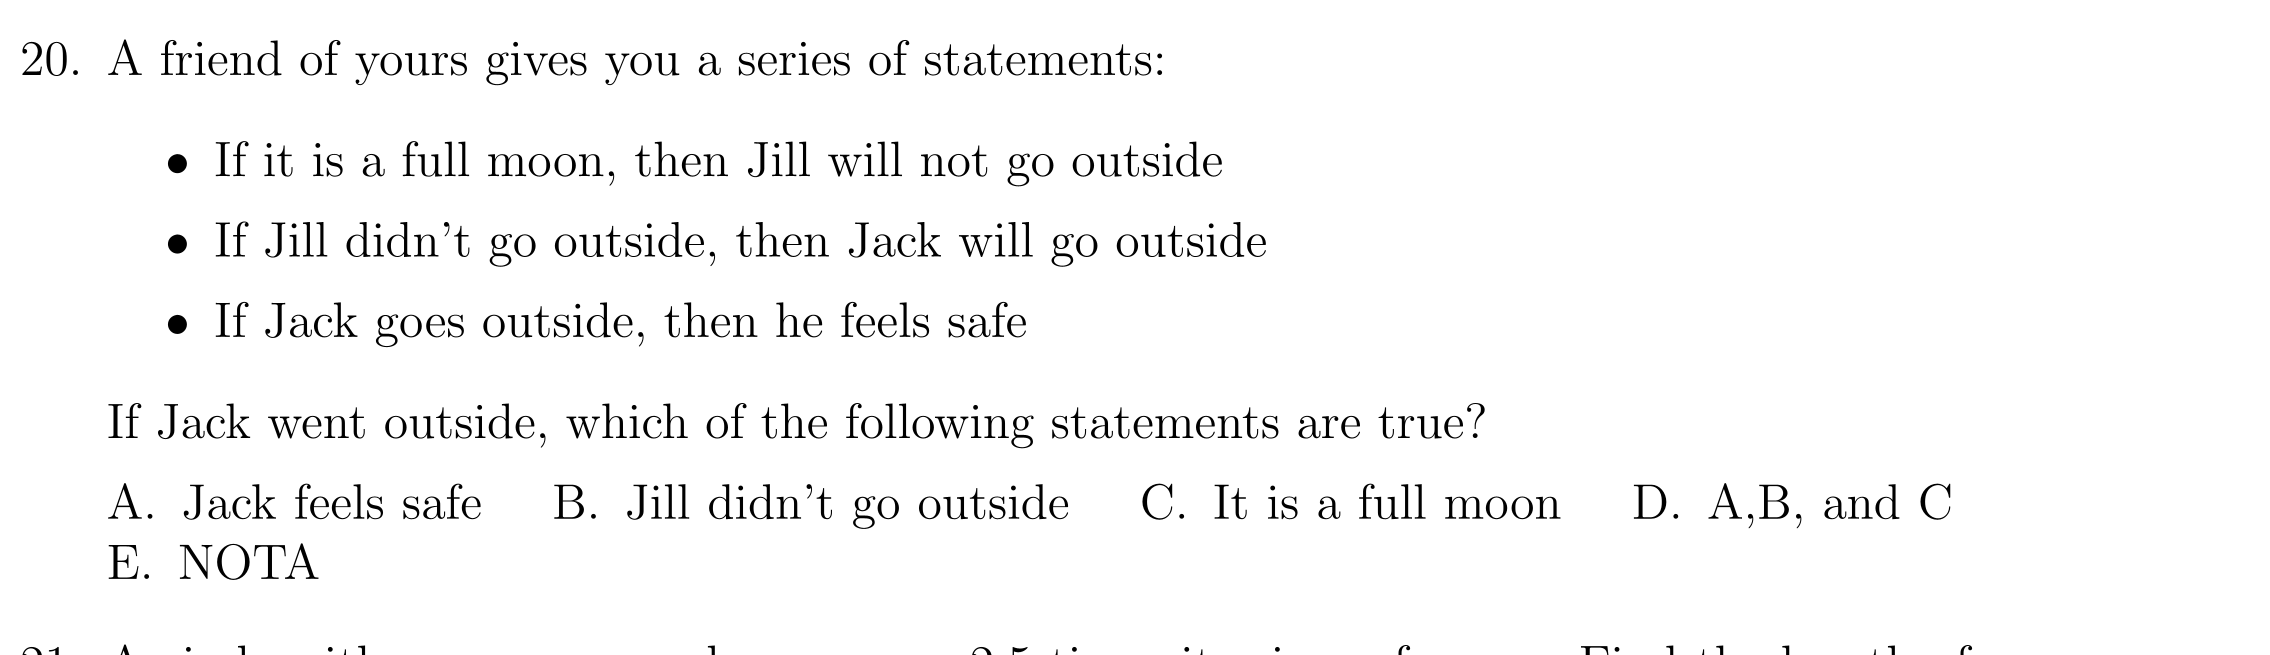 20. A friend of yours gives you a series of statements:
• If it is a full moon, then Jill will not go outside
• If Jill didn't go outside, then Jack will go outside
• If Jack goes outside, then he feels safe
If Jack went outside, which of the following statements are true?
A. Jack feels safe B. Jill didn't go outside C. It is a full moon D. A,B, and C
E. NOTA